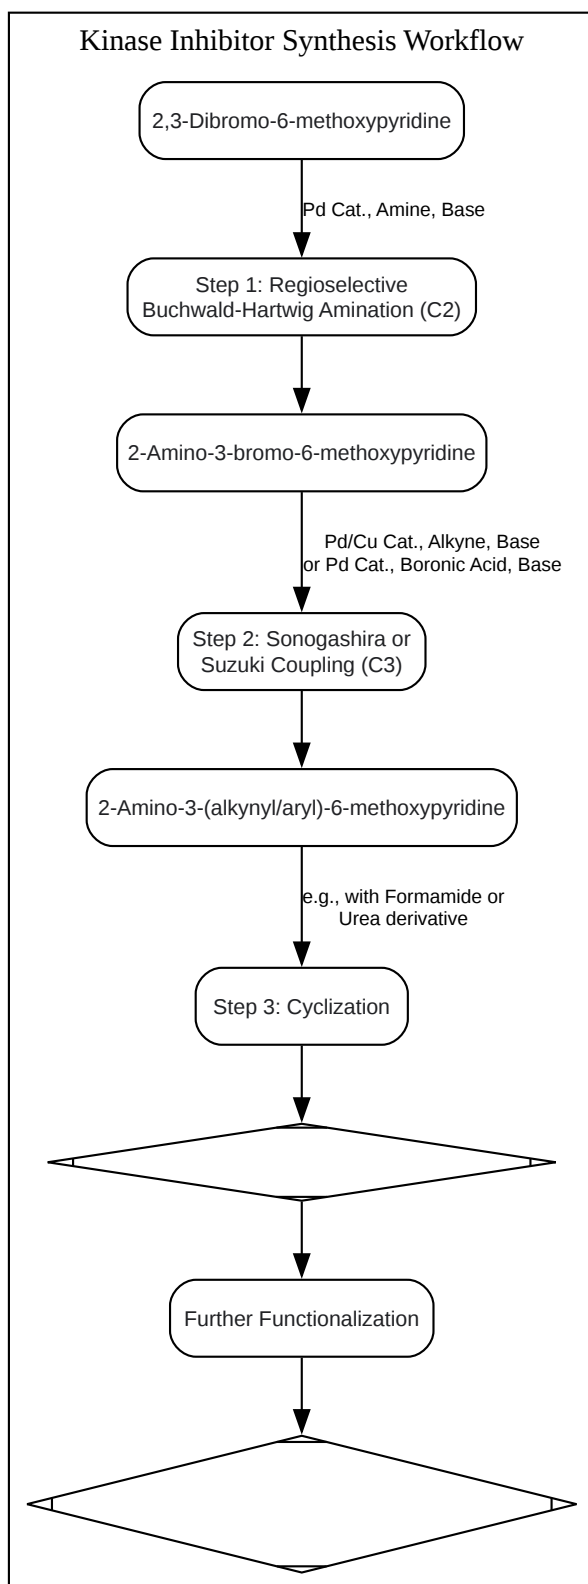 Kinase Inhibitor Synthesis Workflow
2,3-Dibromo-6-methoxypyridine
Pd Cat., Amine, Base
Step 1: Regioselective
Buchwald-Hartwig Amination (C2)
2-Amino-3-bromo-6-methoxypyridine
Pd/Cu Cat., Alkyne, Base
or Pd Cat., Boronic Acid, Base
Step 2: Sonogashira or
Suzuki Coupling (C3)
2-Amino-3-(alkynyl/aryl)-6-methoxypyridine
e.g., with Formamide or
Urea derivative
Step 3: Cyclization
Further Functionalization